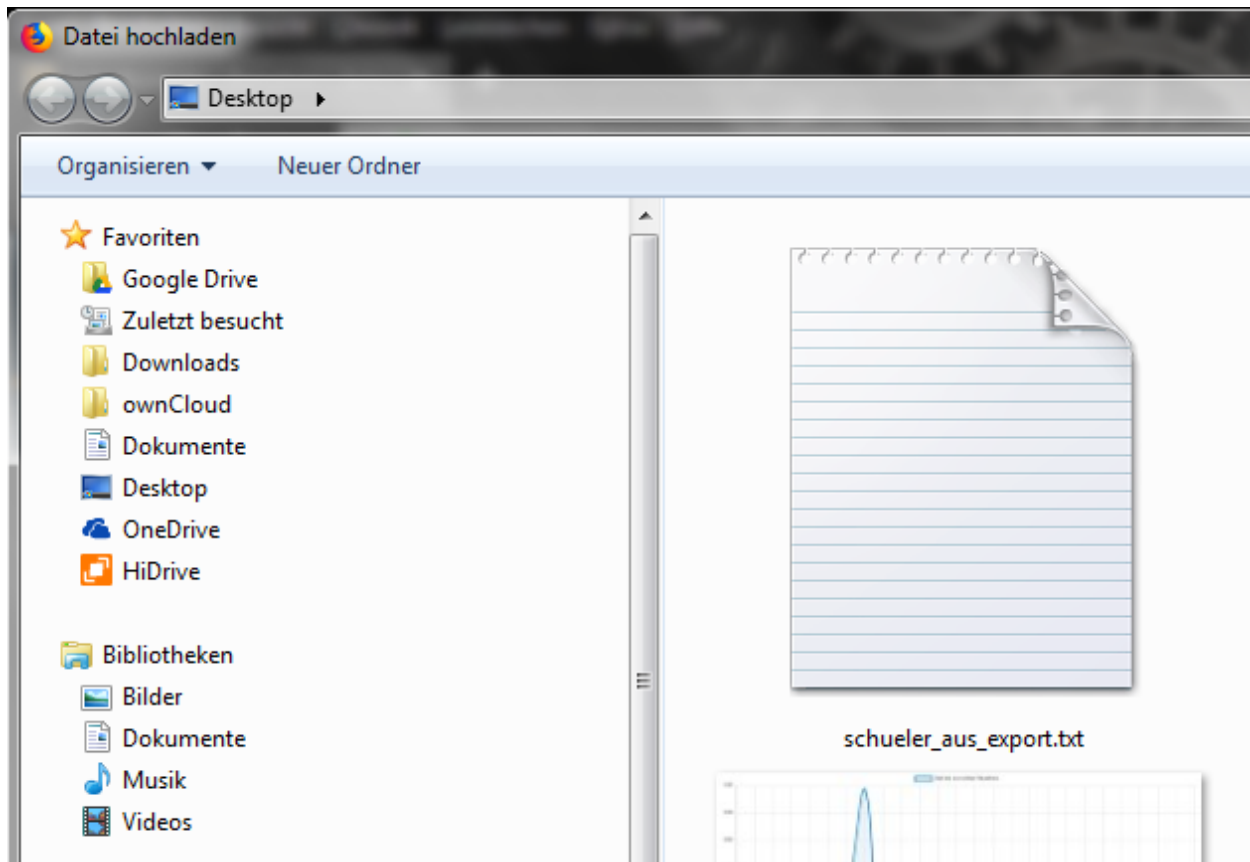 Datei hochladen
Desktop
Organisieren
Neuer Ordner
Favoriten
Google Drive
Zuletzt besucht
Downloads
ownCloud
Dokumente
Desktop
OneDrive
HiDrive
Bibliotheken
Bilder
Dokumente
Musik
Videos
schueler_aus_export.txt